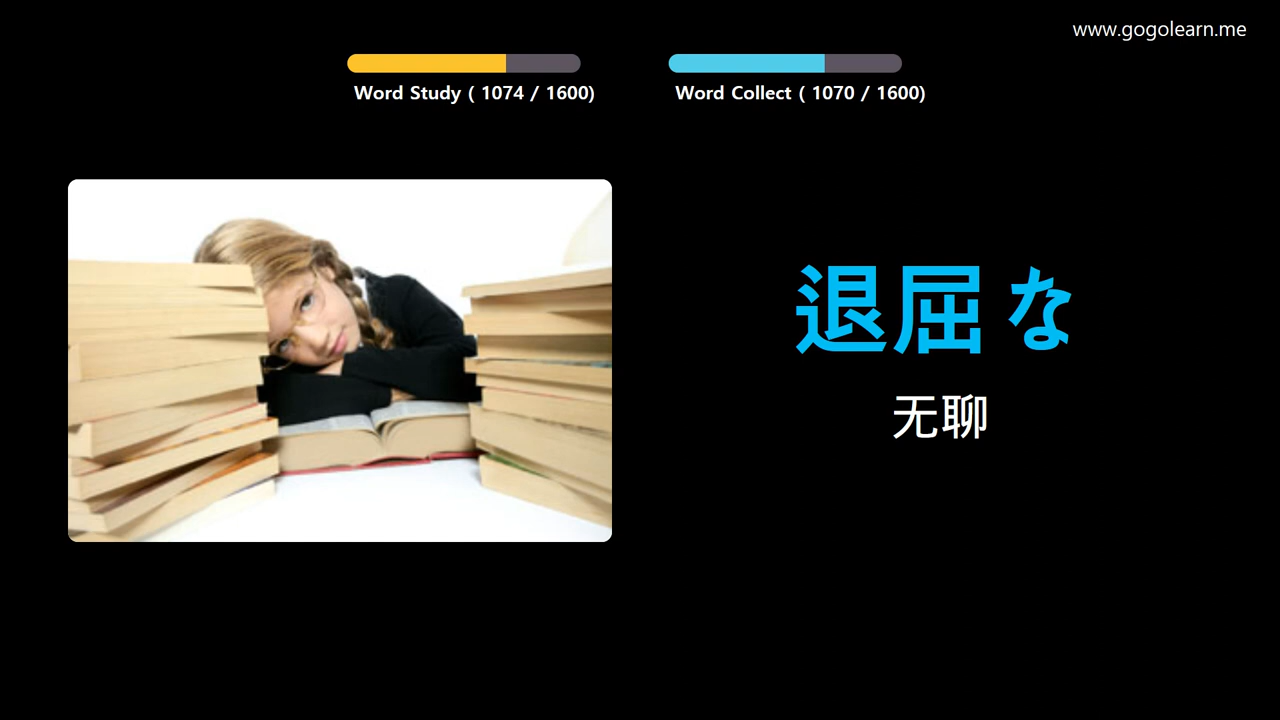 www.gogolearn.me
Word Study ( 1074 / 1600)
Word Collect ( 1070 / 1600)
退屈 な
无聊